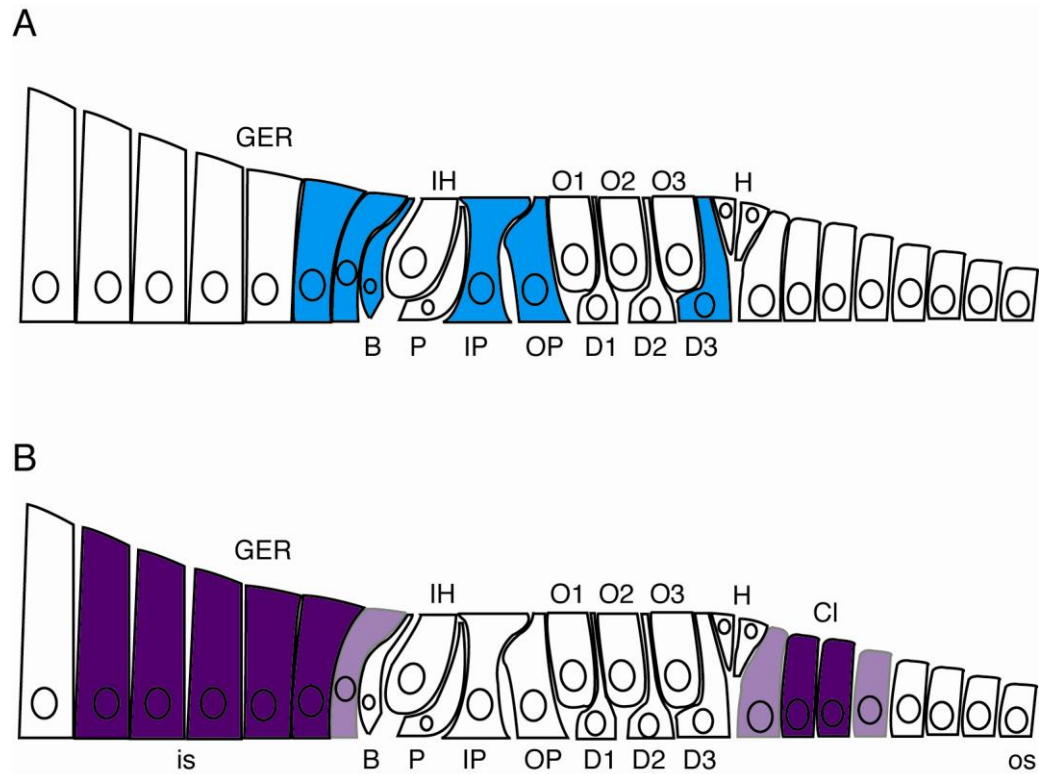 A
GER
IH O1 O2 O3 H
B P IP OP D1 D2 D3
B
GER
IH O1 O2 O3 H Cl
B P IP OP D1 D2 D3
is os